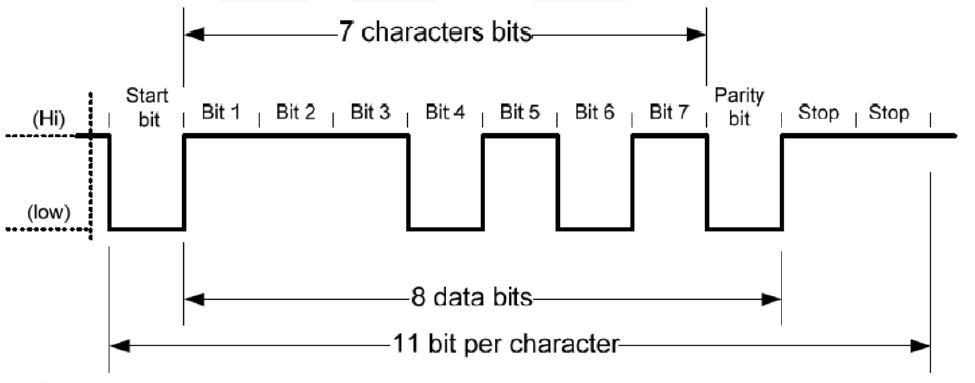 7 characters bits
Start bit
Bit 1
Bit 2
Bit 3
Bit 4
Bit 5
Bit 6
Bit 7
Parity bit
Stop
Stop
(Hi)
(low)
8 data bits
11 bit per character